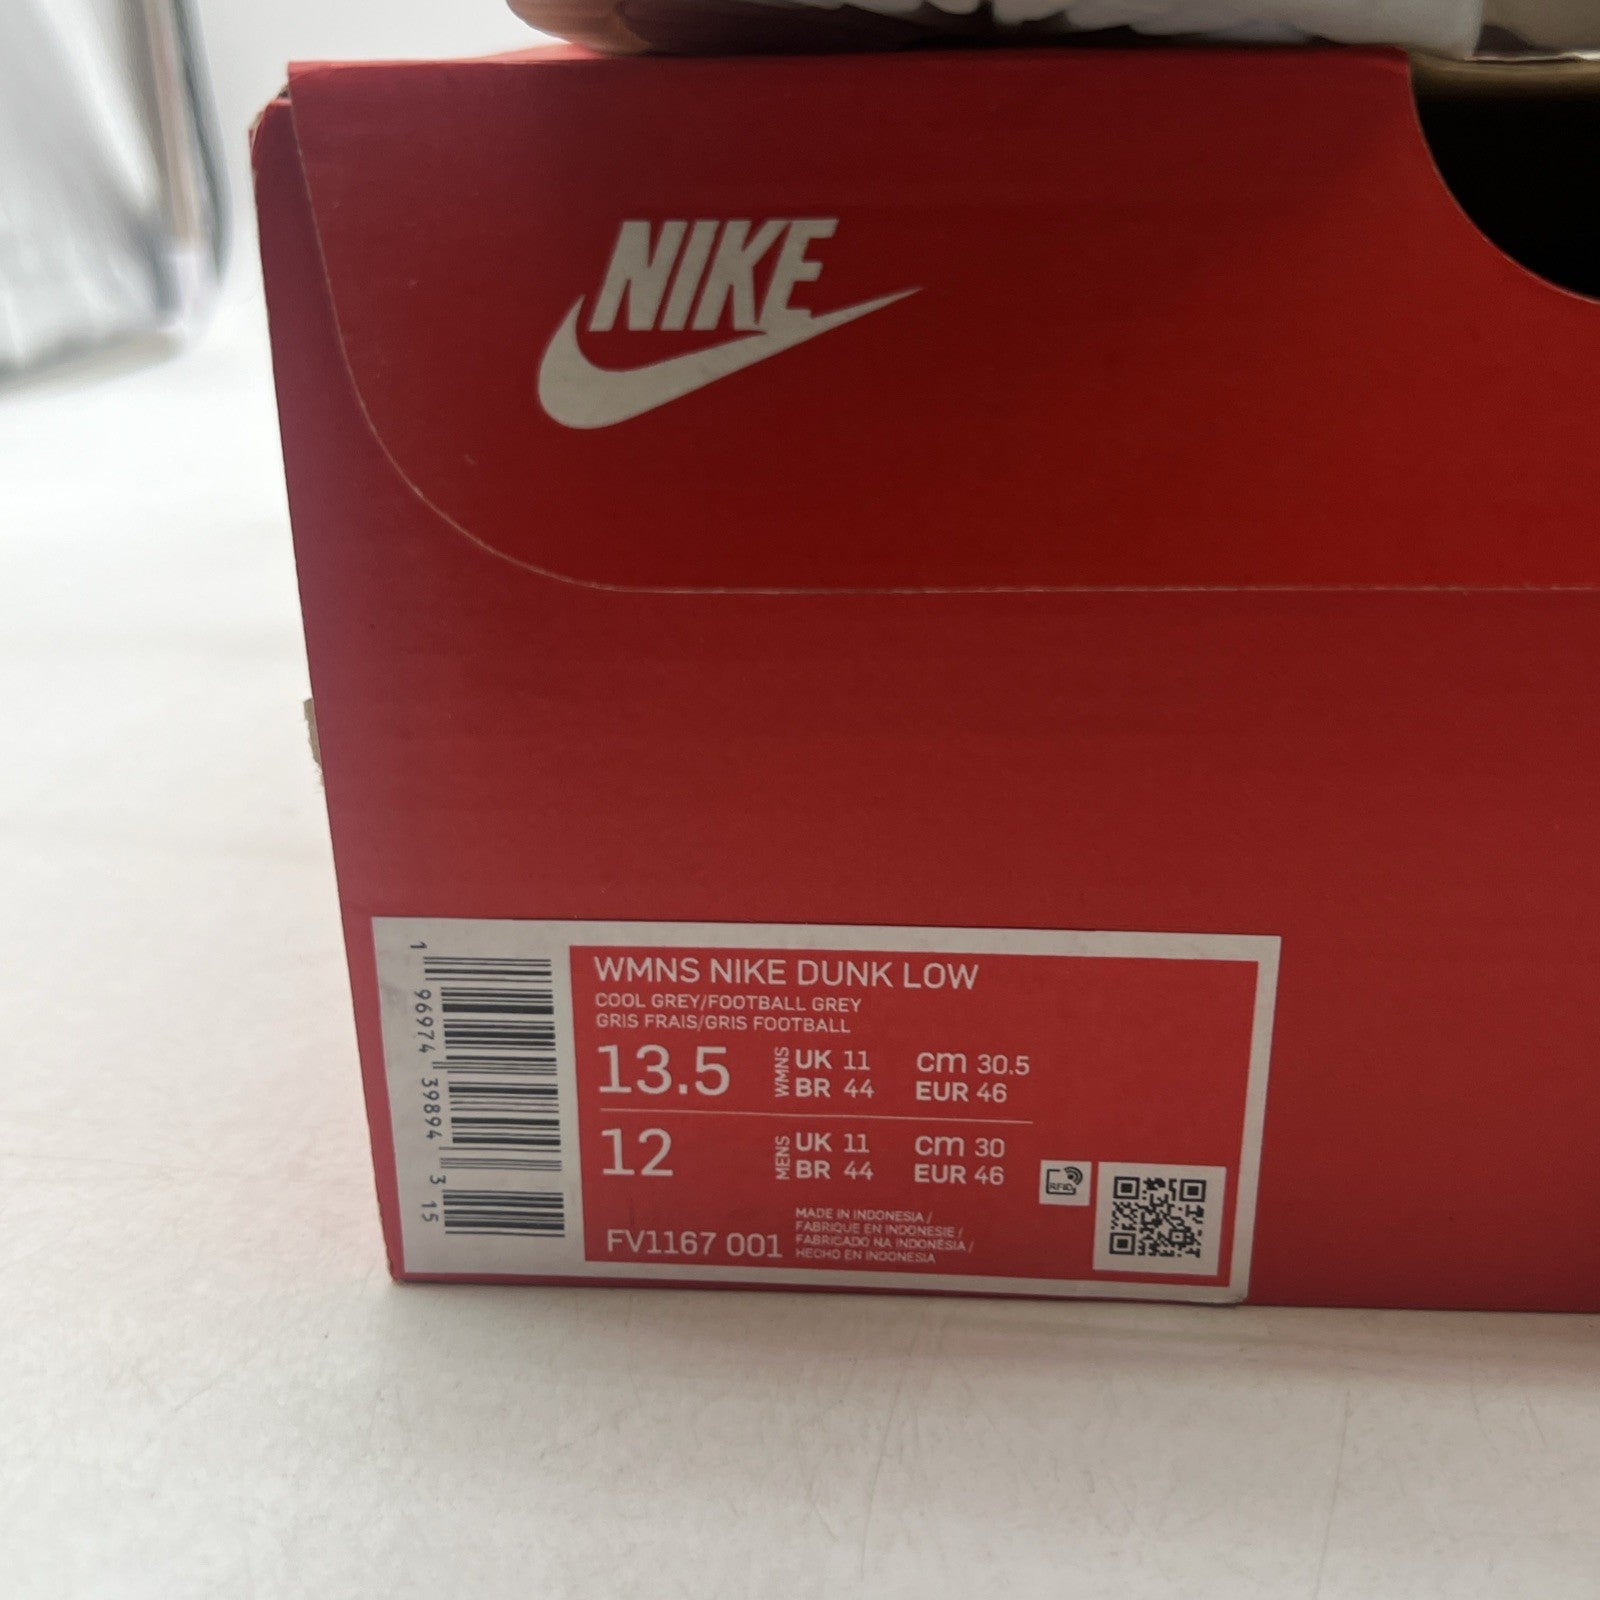 NIKE
WMNS NIKE DUNK LOW
COOL GREY/FOOTBALL GREY
GRIS FRAIS/GRIS FOOTBALL
13.5 WMNS UK 11 cm 30.5
BR 44 EUR 46
12 MENS UK 11 cm 30
BR 44 EUR 46
FV1167 001
MADE IN INDONESIA /
FABRIQUE EN INDONESIE /
FABRICADO NA INDONÉSIA /
HECHO EN INDONESIA
RFID
1 96974 39894 3 15